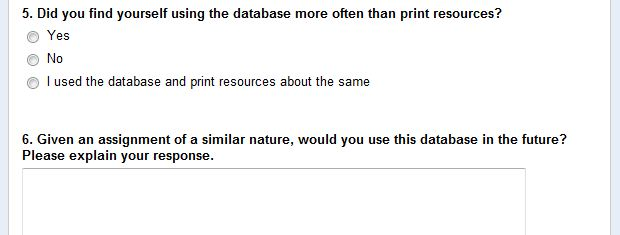 5. Did you find yourself using the database more often than print resources?
Yes
No
I used the database and print resources about the same
6. Given an assignment of a similar nature, would you use this database in the future?
Please explain your response.